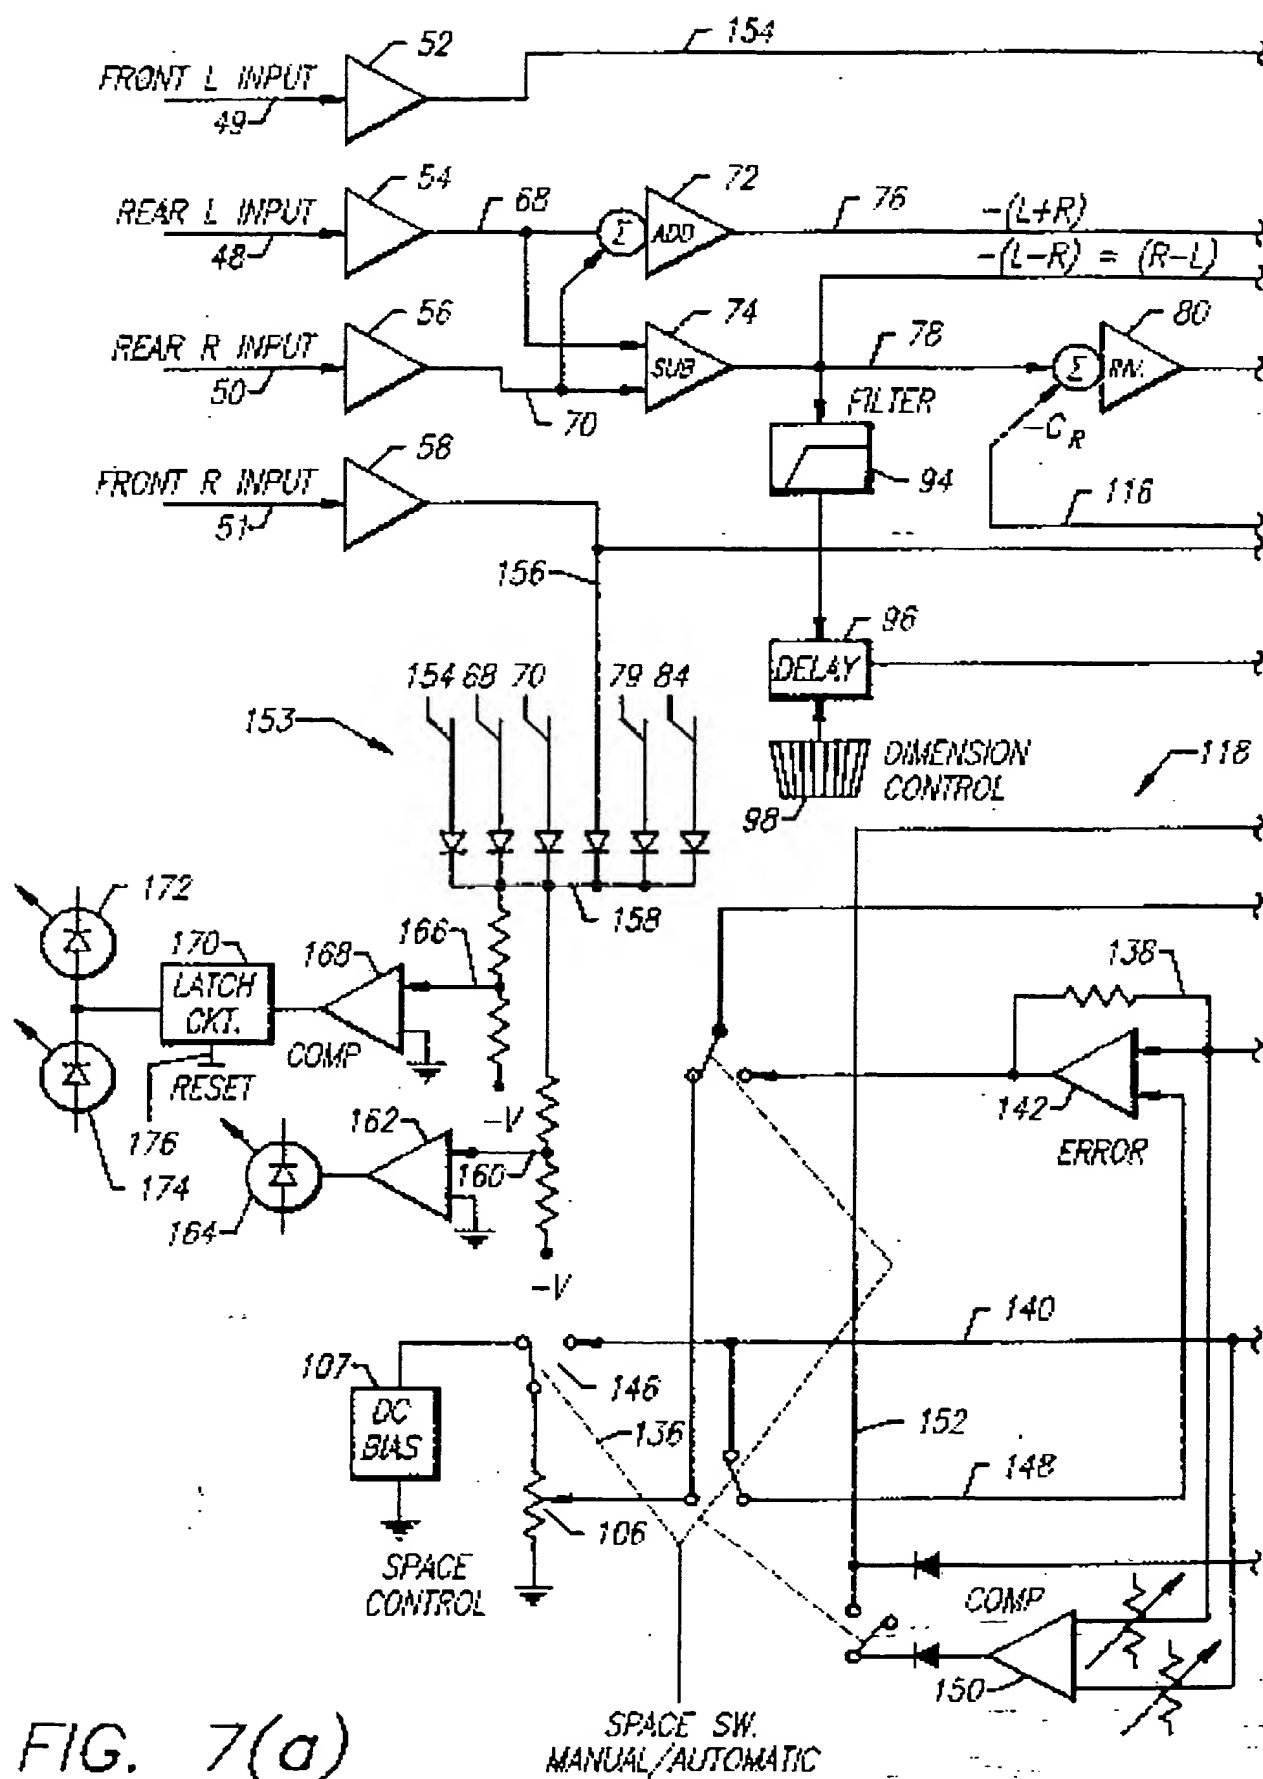 52
154
FRONT L INPUT
49
54
72
REAR L INPUT
68
Σ
ADD
76
-(L+R)
48
-(L-R) = (R-L)
56
74
80
REAR R INPUT
SUB
78
Σ
INV.
50
70
FILTER
-C R
58
94
FRONT R INPUT
116
51
156
96
DELAY
154 68 70 79 84
153
DIMENSION
CONTROL
118
98
172
158
170
168
166
138
LATCH
CKT.
COMP
RESET
142
176
-V
162
160
ERROR
174
164
-V
140
107
146
DC
BIAS
136
152
148
106
SPACE
CONTROL
COMP
150
SPACE SW.
MANUAL/AUTOMATIC
FIG. 7(a)